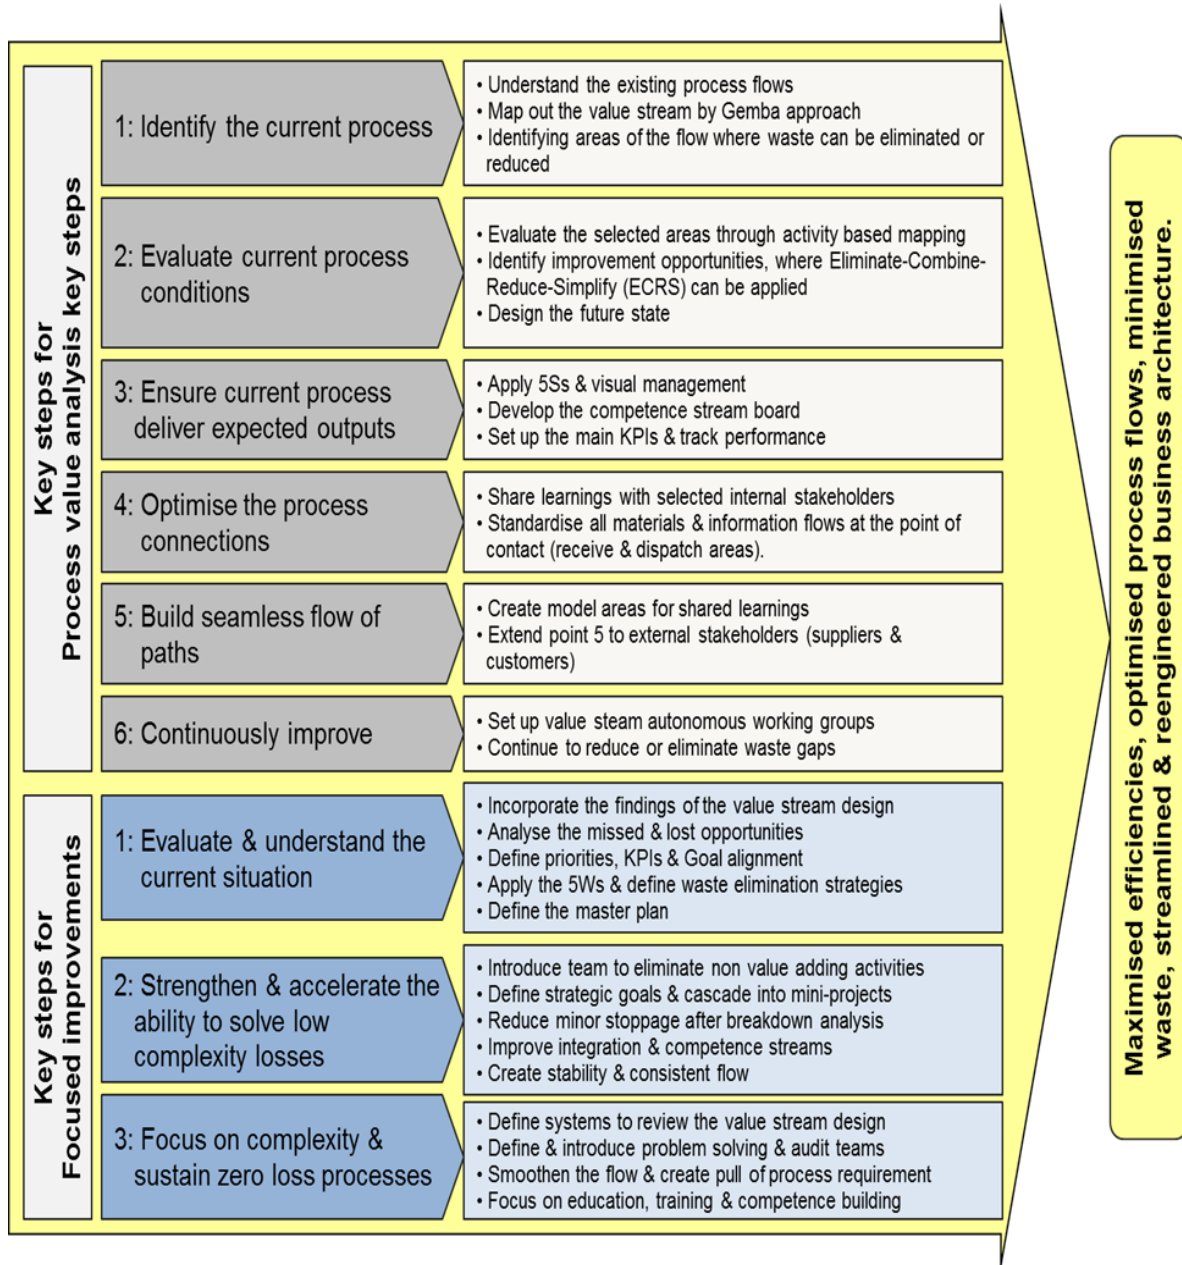 Key steps for
Process value analysis key steps
1: Identify the current process
• Understand the existing process flows
• Map out the value stream by Gemba approach
• Identifying areas of the flow where waste can be eliminated or
reduced
2: Evaluate current process
conditions
• Evaluate the selected areas through activity based mapping
• Identify improvement opportunities, where Eliminate-Combine-
Reduce-Simplify (ECRS) can be applied
• Design the future state
3: Ensure current process
deliver expected outputs
• Apply 5Ss & visual management
• Develop the competence stream board
• Set up the main KPIs & track performance
4: Optimise the process
connections
• Share learnings with selected internal stakeholders
• Standardise all materials & information flows at the point of
contact (receive & dispatch areas).
5: Build seamless flow of
paths
• Create model areas for shared learnings
• Extend point 5 to external stakeholders (suppliers &
customers)
6: Continuously improve
• Set up value steam autonomous working groups
• Continue to reduce or eliminate waste gaps
Key steps for
Focused improvements
1: Evaluate & understand the
current situation
• Incorporate the findings of the value stream design
• Analyse the missed & lost opportunities
• Define priorities, KPIs & Goal alignment
• Apply the 5Ws & define waste elimination strategies
• Define the master plan
2: Strengthen & accelerate the
ability to solve low
complexity losses
• Introduce team to eliminate non value adding activities
• Define strategic goals & cascade into mini-projects
• Reduce minor stoppage after breakdown analysis
• Improve integration & competence streams
• Create stability & consistent flow
3: Focus on complexity &
sustain zero loss processes
• Define systems to review the value stream design
• Define & introduce problem solving & audit teams
• Smoothen the flow & create pull of process requirement
• Focus on education, training & competence building
Maximised efficiencies, optimised process flows, minimised
waste, streamlined & reengineered business architecture.